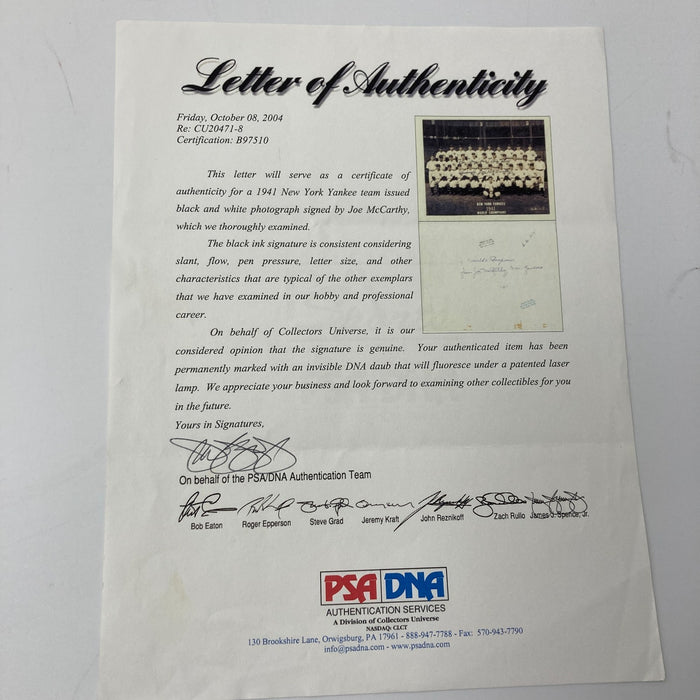 Letter of Authenticity
Friday, October 08, 2004
Re: CU20471-8
Certification: B97510
This letter will serve as a certificate of
authenticity for a 1941 New York Yankee team issued
black and white photograph signed by Joe McCarthy,
which we thoroughly examined.
The black ink signature is consistent considering
slant, flow, pen pressure, letter size, and other
characteristics that are typical of the other exemplars
that we have examined in our hobby and professional
career.
On behalf of Collectors Universe, it is our
considered opinion that the signature is genuine. Your authenticated item has been
permanently marked with an invisible DNA daub that will fluoresce under a patented laser
lamp. We appreciate your business and look forward to examining other collectibles for you
in the future.
Yours in Signatures,
NEW YORK YANKEES
1941
WORLD CHAMPIONS
On behalf of the PSA/DNA Authentication Team
Bob Eaton Roger Epperson Steve Grad Jeremy Kraft John Reznikoff Zach Rullo James J. Spence, Jr.
PSA DNA
AUTHENTICATION SERVICES
A Division of Collectors Universe
NASDAQ: CLCT
130 Brookshire Lane, Orwigsburg, PA 17961 - 888-947-7788 - Fax: 570-943-7790
info@psadna.com - www.psadna.com